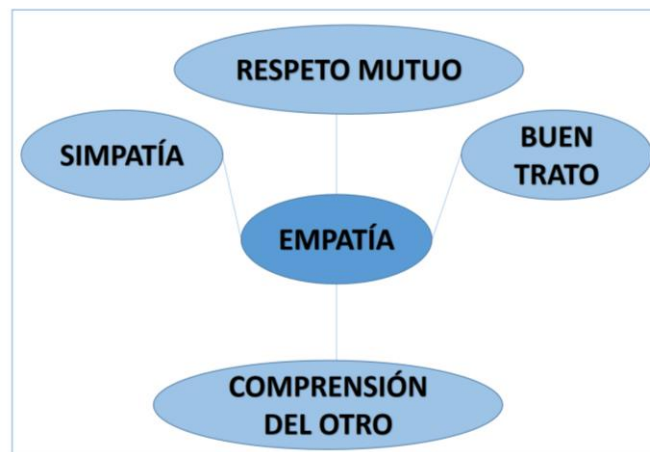 RESPETO MUTUO
SIMPATÍA
BUEN
TRATO
EMPATÍA
COMPRENSIÓN
DEL OTRO